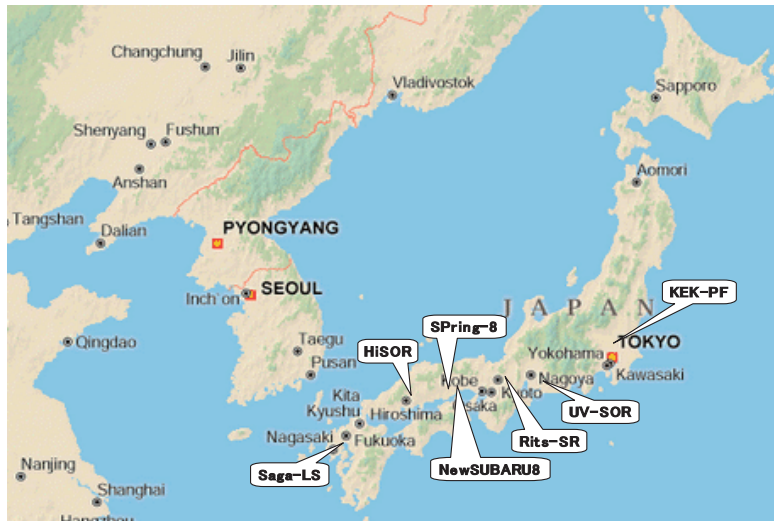 Changchung
Jilin
Vladivostok
Sapporo
Shenyang
Fushun
Anshan
Aomori
Tangshan
Dalian
PYONGYANG
Inch`on
SEOUL
JAPAN
KEK-PF
SPring-8
Qingdao
Taegu
HiSOR
TOKYO
Yokohama
Pusan
Kawasaki
Kobe
Nagoya
Kita
Kyushu
Hiroshima
Osaka
Kyoto
UV-SOR
Nagasaki
Fukuoka
Rits-SR
Saga-LS
NewSUBARU8
Nanjing
Shanghai
Hangzhou